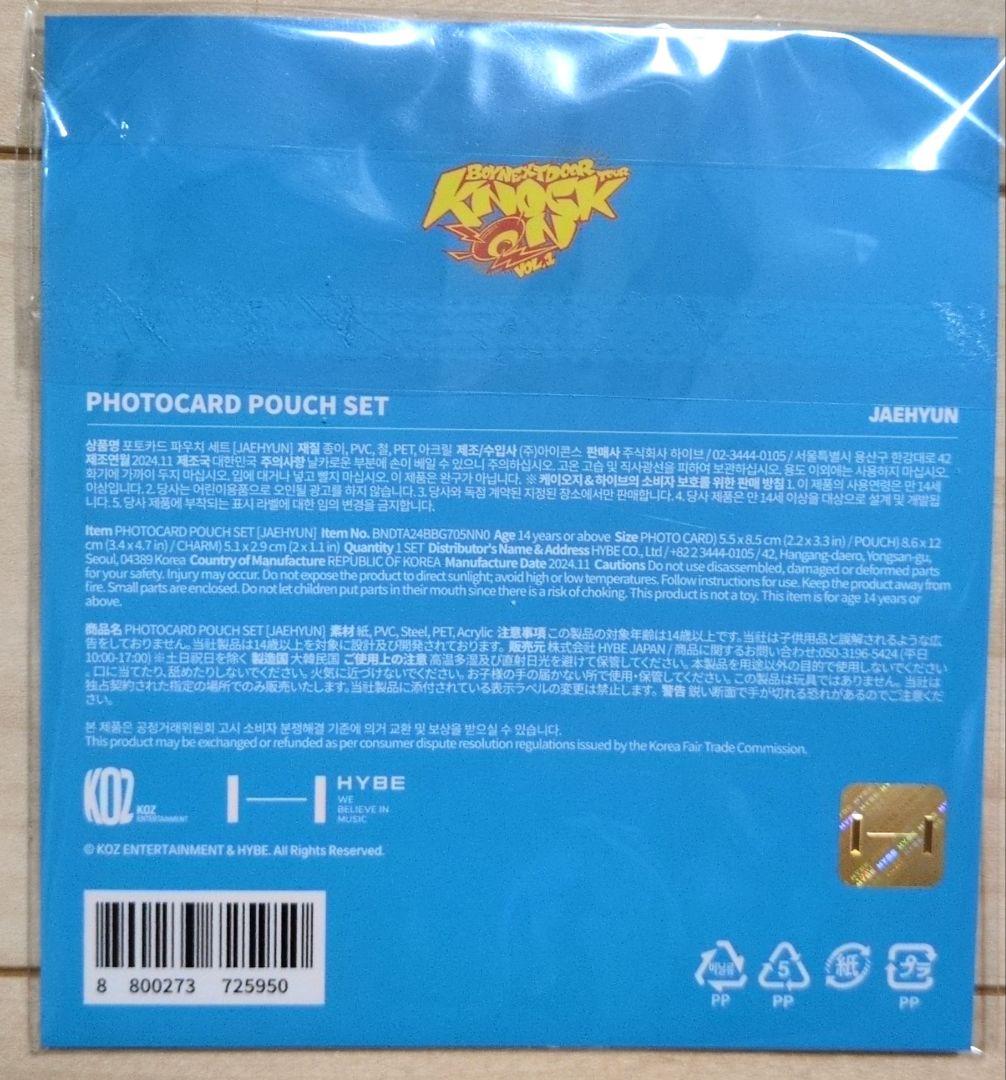 BOYNEXTDOOR TOUR
KNOCK
ON
VOL.1
PHOTOCARD POUCH SET
JAEHYUN
상품명 포토카드 파우치 세트 [JAEHYUN] 재질 종이, PVC, 철, PET, 아크릴 제조/수입사 (주)아이콘스 판매사 주식회사 하이브 / 02-3444-0105 / 서울특별시 용산구 한강대로 42
제조연월 2024.11 제조국 대한민국 주의사항 날카로운 부분에 손이 베일 수 있으니 주의하십시오. 고온 고습 및 직사광선을 피하여 보관하십시오. 용도 이외에는 사용하지 마십시오.
화기에 가까이 두지 마십시오. 입에 대거나 넣고 빨지 마십시오. 이 제품은 완구가 아닙니다. ※ 케이오지 & 하이브의 소비자 보호를 위한 판매 방침 1. 이 제품의 사용연령은 만 14세
이상입니다. 2. 당사는 어린이용품으로 오인될 광고를 하지 않습니다. 3. 당사와 독점 계약된 지정된 장소에서만 판매합니다. 4. 당사 제품은 만 14세 이상을 대상으로 설계 및 개발됩
니다. 5. 당사 제품에 부착되는 표시 라벨에 대한 임의 변경을 금지합니다.
Item PHOTOCARD POUCH SET [JAEHYUN] Item No. BNDTA24BBG705NN0 Age 14 years or above Size PHOTO CARD) 5.5 x 8.5 cm (2.2 x 3.3 in) / POUCH) 8.6 x 12
cm (3.4 x 4.7 in) / CHARM) 5.1 x 2.9 cm (2 x 1.1 in) Quantity 1 SET Distributor's Name & Address HYBE CO., Ltd / +82 2 3444-0105 / 42, Hangang-daero, Yongsan-gu,
Seoul, 04389 Korea Country of Manufacture REPUBLIC OF KOREA Manufacture Date 2024.11 Cautions Do not use disassembled, damaged or deformed parts
for your safety. Injury may occur. Do not expose the product to direct sunlight; avoid high or low temperatures. Follow instructions for use. Keep the product away from
fire. Small parts are enclosed. Do not let children put parts in their mouth since there is a risk of choking. This product is not a toy. This item is for age 14 years or
above.
商品名 PHOTOCARD POUCH SET [JAEHYUN] 素材 紙, PVC, Steel, PET, Acrylic 注意事項 この製品の対象年齢は14歳以上です。当社は子供用品と誤解されるような広
告をしておりません。当社製品は14歳以上を対象に設計及び開発されております。 販売元 株式会社 HYBE JAPAN / 商品に関するお問い合わせ:050-3196-5424 (平日
10:00-17:00) ※土日祝日を除く 製造国 大韓民国 ご使用上の注意 高温多湿及び直射日光を避けて保管してください。本製品を用途以外の目的で使用しないでください
。口に当てたり、舐めたりしないでください。火気に近づけないでください。お子様の手の届かない所で使用・保管してください。この製品は玩具ではありません。当社は
独占契約された指定の場所でのみ販売いたします。当社製品に添付されている表示ラベルの変更は禁止します。 警告 鋭い断面で手が切れる恐れがあるのでご注意くだ
さい。
본 제품은 공정거래위원회 고시 소비자 분쟁해결 기준에 의거 교환 및 보상을 받으실 수 있습니다.
This product may be exchanged or refunded as per consumer dispute resolution regulations issued by the Korea Fair Trade Commission.
KOZ
KOZ
ENTERTAINMENT
HYBE
WE
BELIEVE IN
MUSIC
© KOZ ENTERTAINMENT & HYBE. All Rights Reserved.
HYBE HYBE HYBE
8 800273 725950
비닐류
PP
5
PP
紙
プラ
PP